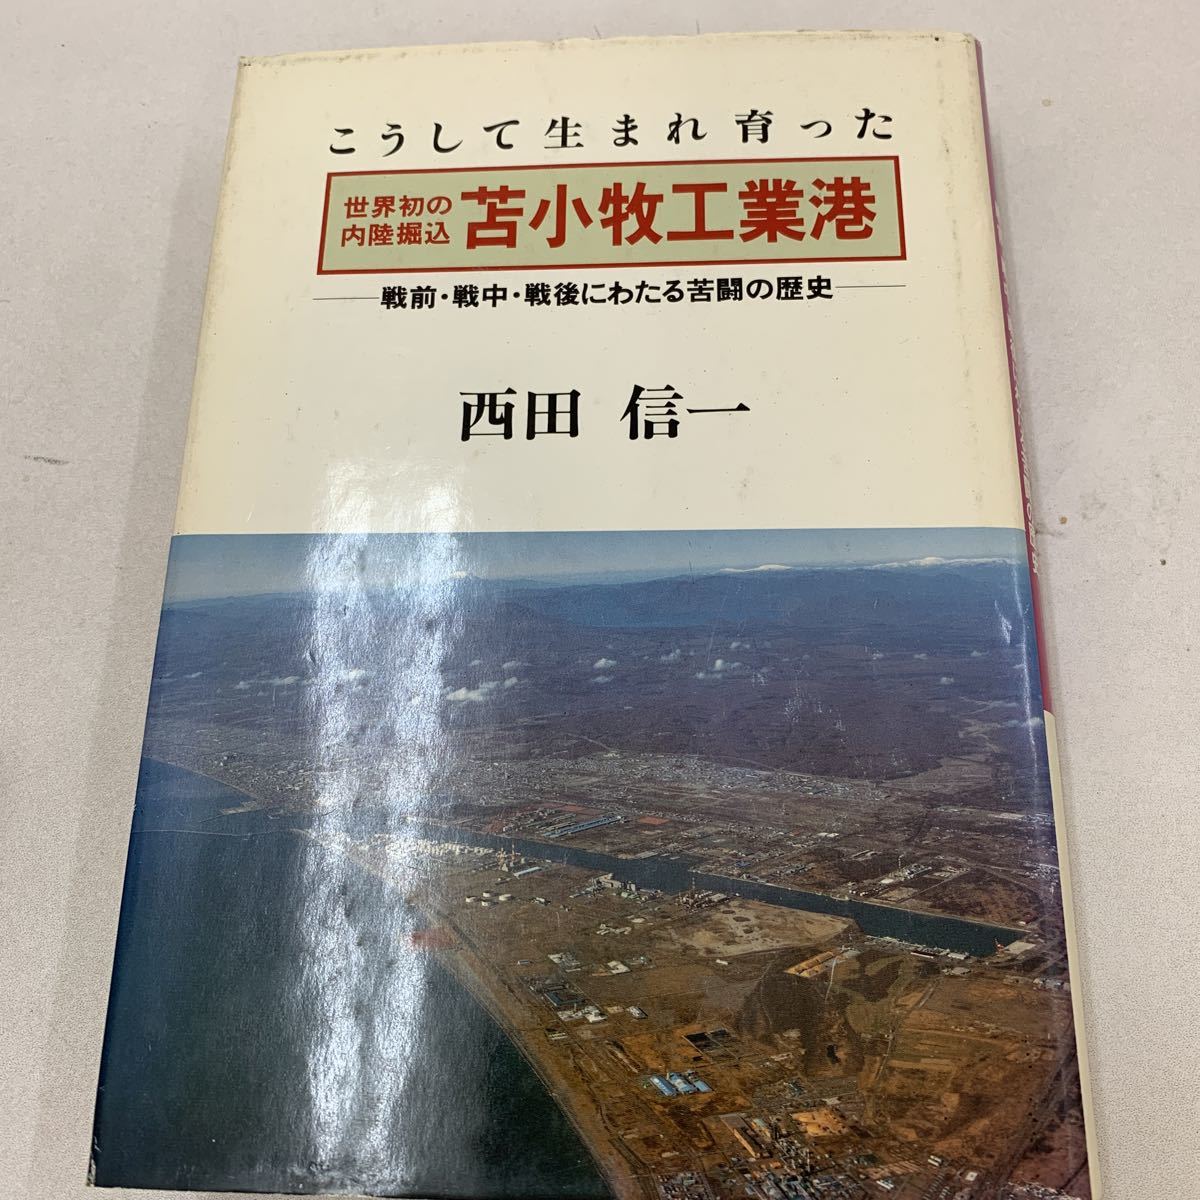 こうして生まれ育った
世界初の
内陸掘込
苫小牧工業港
戦前・戦中・戦後にわたる苦闘の歴史
西田 信一